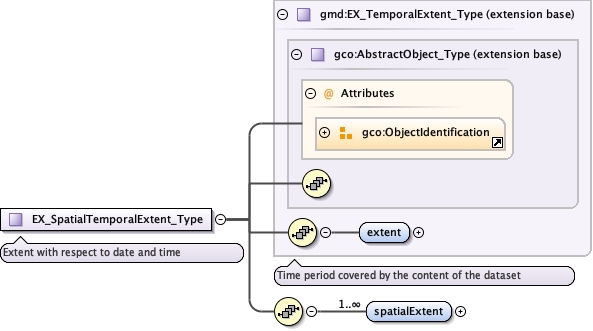 gmd:EX_TemporalExtent_Type (extension base)
gco:AbstractObject_Type (extension base)
@ Attributes
gco:ObjectIdentification
EX_SpatialTemporalExtent_Type
Extent with respect to date and time
extent
Time period covered by the content of the dataset
1..∞
spatialExtent